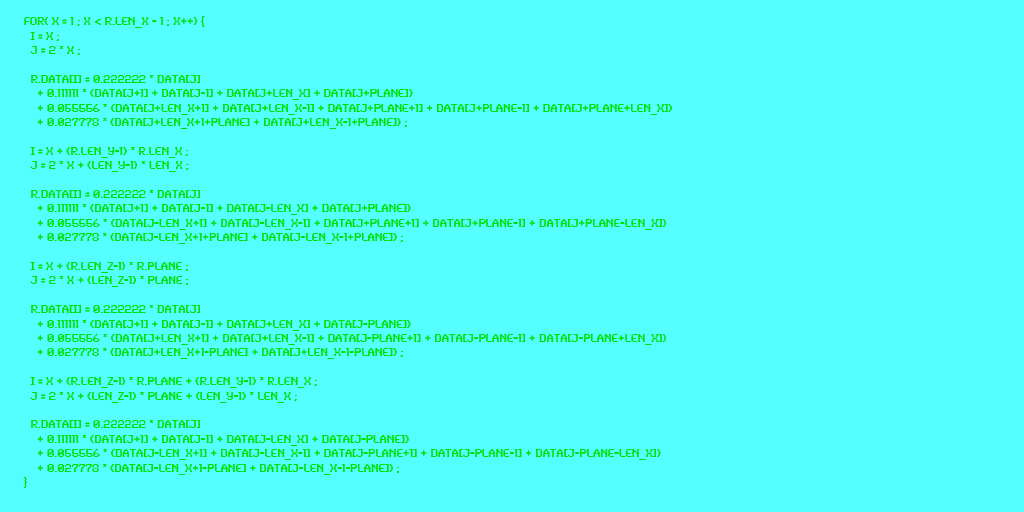 FOR( X = 1 ; X < R.LEN_X - 1 ; X++) {
I = X ;
J = 2 * X ;
R.DATA[I] = 0.222222 * DATA[J]
+ 0.111111 * (DATA[J+1] + DATA[J-1] + DATA[J+LEN_X] + DATA[J+PLANE])
+ 0.055556 * (DATA[J+LEN_X+1] + DATA[J+LEN_X-1] + DATA[J+PLANE+1] + DATA[J+PLANE-1] + DATA[J+PLANE+LEN_X])
+ 0.027778 * (DATA[J+LEN_X+1+PLANE] + DATA[J+LEN_X-1+PLANE]) ;
I = X + (R.LEN_Y-1) * R.LEN_X ;
J = 2 * X + (LEN_Y-1) * LEN_X ;
R.DATA[I] = 0.222222 * DATA[J]
+ 0.111111 * (DATA[J+1] + DATA[J-1] + DATA[J-LEN_X] + DATA[J+PLANE])
+ 0.055556 * (DATA[J-LEN_X+1] + DATA[J-LEN_X-1] + DATA[J+PLANE+1] + DATA[J+PLANE-1] + DATA[J+PLANE-LEN_X])
+ 0.027778 * (DATA[J-LEN_X+1+PLANE] + DATA[J-LEN_X-1+PLANE]) ;
I = X + (R.LEN_Z-1) * R.PLANE ;
J = 2 * X + (LEN_Z-1) * PLANE ;
R.DATA[I] = 0.222222 * DATA[J]
+ 0.111111 * (DATA[J+1] + DATA[J-1] + DATA[J+LEN_X] + DATA[J-PLANE])
+ 0.055556 * (DATA[J+LEN_X+1] + DATA[J+LEN_X-1] + DATA[J-PLANE+1] + DATA[J-PLANE-1] + DATA[J-PLANE+LEN_X])
+ 0.027778 * (DATA[J+LEN_X+1-PLANE] + DATA[J+LEN_X-1-PLANE]) ;
I = X + (R.LEN_Z-1) * R.PLANE + (R.LEN_Y-1) * R.LEN_X ;
J = 2 * X + (LEN_Z-1) * PLANE + (LEN_Y-1) * LEN_X ;
R.DATA[I] = 0.222222 * DATA[J]
+ 0.111111 * (DATA[J+1] + DATA[J-1] + DATA[J-LEN_X] + DATA[J-PLANE])
+ 0.055556 * (DATA[J-LEN_X+1] + DATA[J-LEN_X-1] + DATA[J-PLANE+1] + DATA[J-PLANE-1] + DATA[J-PLANE-LEN_X])
+ 0.027778 * (DATA[J-LEN_X+1-PLANE] + DATA[J-LEN_X-1-PLANE]) ;
}